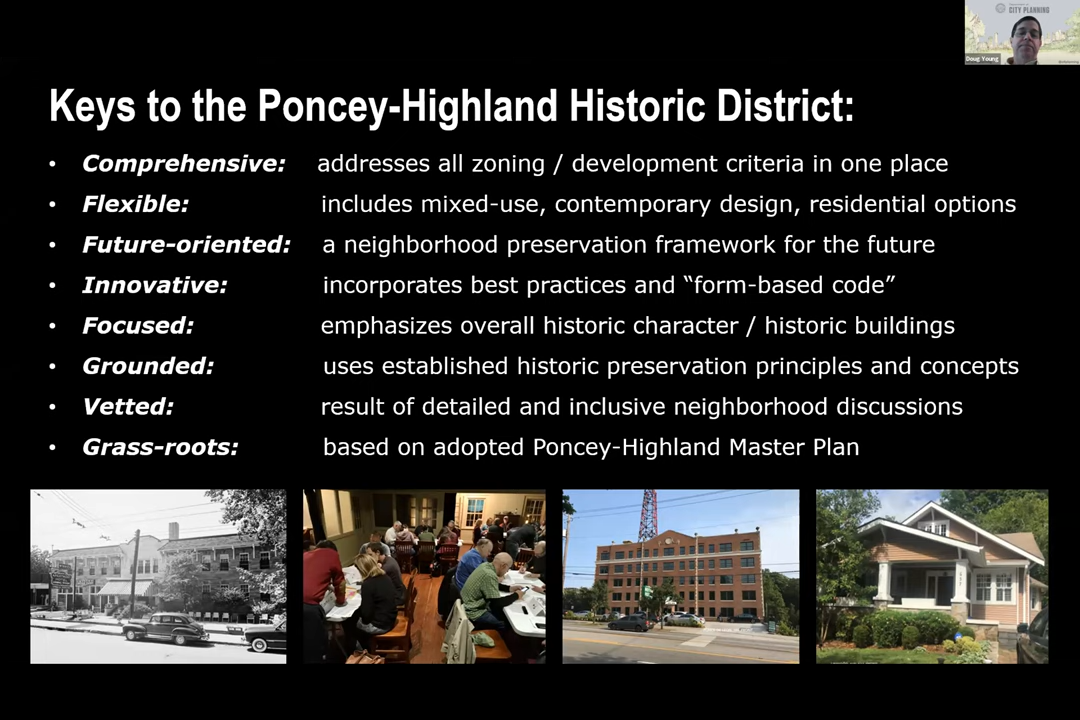 CITY PLANNING
Doug Young
Keys to the Poncey-Highland Historic District:
• Comprehensive: addresses all zoning / development criteria in one place
• Flexible: includes mixed-use, contemporary design, residential options
• Future-oriented: a neighborhood preservation framework for the future
• Innovative: incorporates best practices and “form-based code”
• Focused: emphasizes overall historic character / historic buildings
• Grounded: uses established historic preservation principles and concepts
• Vetted: result of detailed and inclusive neighborhood discussions
• Grass-roots: based on adopted Poncey-Highland Master Plan